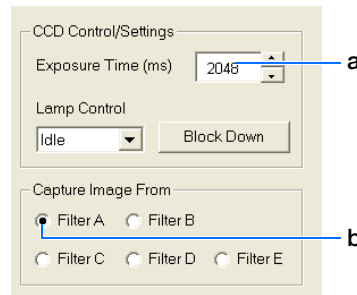 CCD Control/Settings
Exposure Time (ms) 2048 a
Lamp Control
Idle Block Down
Capture Image From
Filter A Filter B
b
Filter C Filter D Filter E